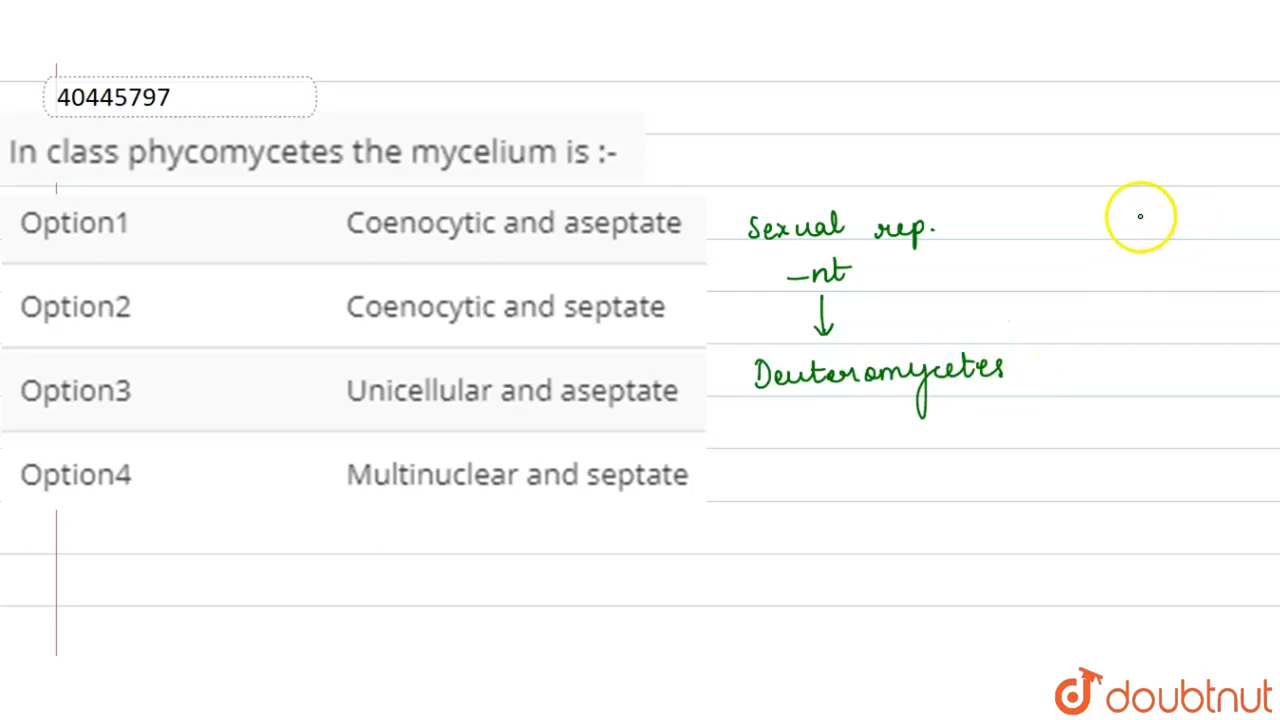 40445797
In class phycomycetes the mycelium is :-
Option1 Coenocytic and aseptate
Option2 Coenocytic and septate
Option3 Unicellular and aseptate
Option4 Multinuclear and septate
Sexual rep.
–nt
↓
Deuteromycetes
doubtnut